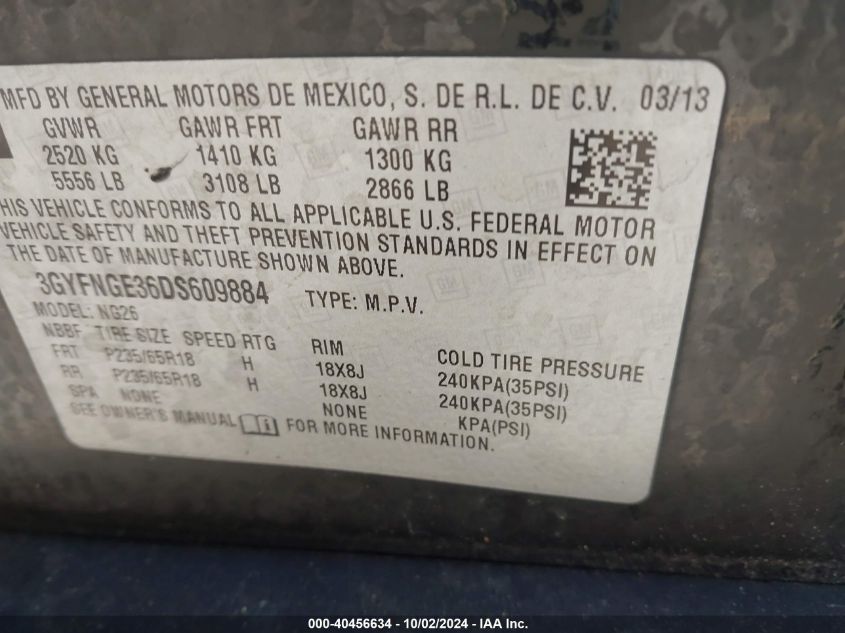 MFD BY GENERAL MOTORS DE MEXICO, S. DE R.L. DE C.V. 03/13
GVWR GAWR FRT GAWR RR
2520 KG 1410 KG 1300 KG
5556 LB 3108 LB 2866 LB
HIS VEHICLE CONFORMS TO ALL APPLICABLE U.S. FEDERAL MOTOR
VEHICLE SAFETY AND THEFT PREVENTION STANDARDS IN EFFECT ON
THE DATE OF MANUFACTURE SHOWN ABOVE.
3GYFNGE36DS609884 TYPE: M.P.V.
MODEL: NG26
NBBF TIRE SIZE SPEED RTG RIM COLD TIRE PRESSURE
FRT P235/65R18 H 18X8J 240KPA(35PSI)
RR P235/65R18 H 18X8J 240KPA(35PSI)
SPA NONE NONE KPA(PSI)
SEE OWNER'S MANUAL FOR MORE INFORMATION.
000-40456634 - 10/02/2024 - IAA Inc.